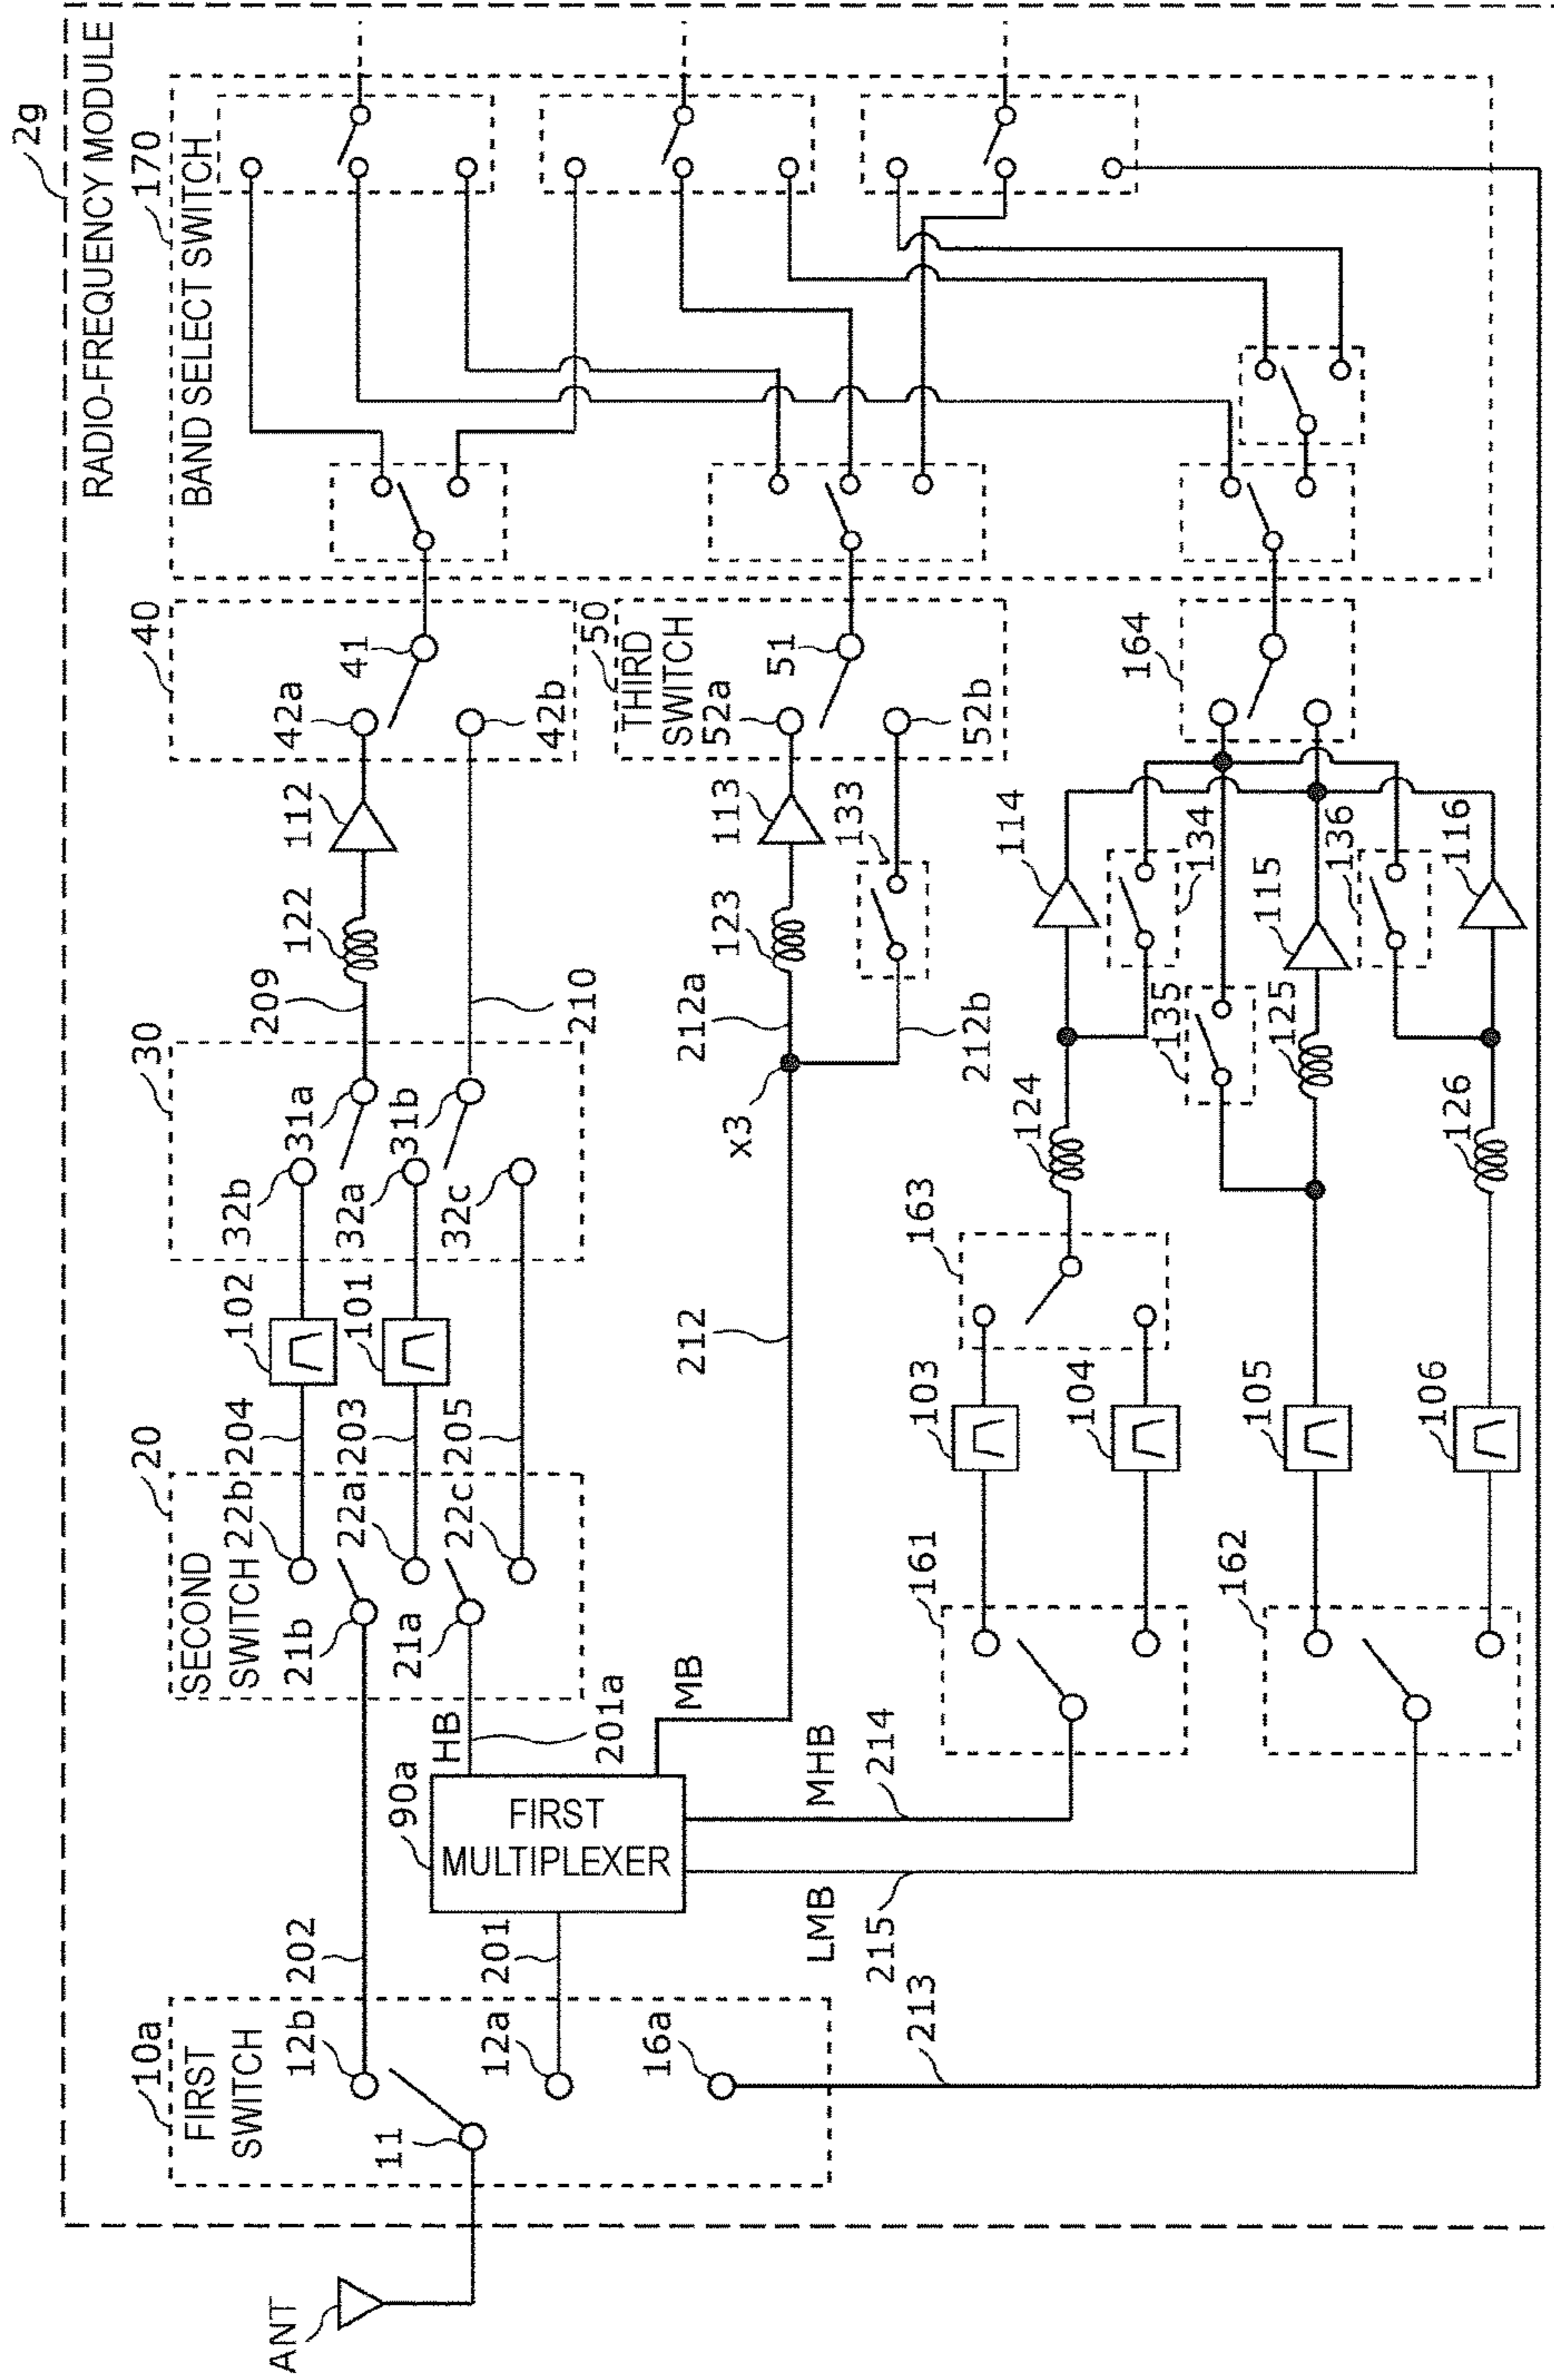 2g
RADIO-FREQUENCY MODULE
10a
FIRST
SWITCH
12b
11
12a
16a
ANT
202
201
213
90a
FIRST
MULTIPLEXER
HB
201a
MB
MHB
214
LMB
215
20
SECOND
SWITCH
22b
21b
22a
21a
22c
204
203
205
102
101
30
32b
31a
32a
31b
32c
209
210
122
112
40
42a
41
42b
212
x3
212a
212b
123
113
133
50
THIRD
SWITCH
52a
51
52b
161
162
103
104
105
106
163
124
114
134
135
125
115
136
126
116
164
170
BAND SELECT SWITCH